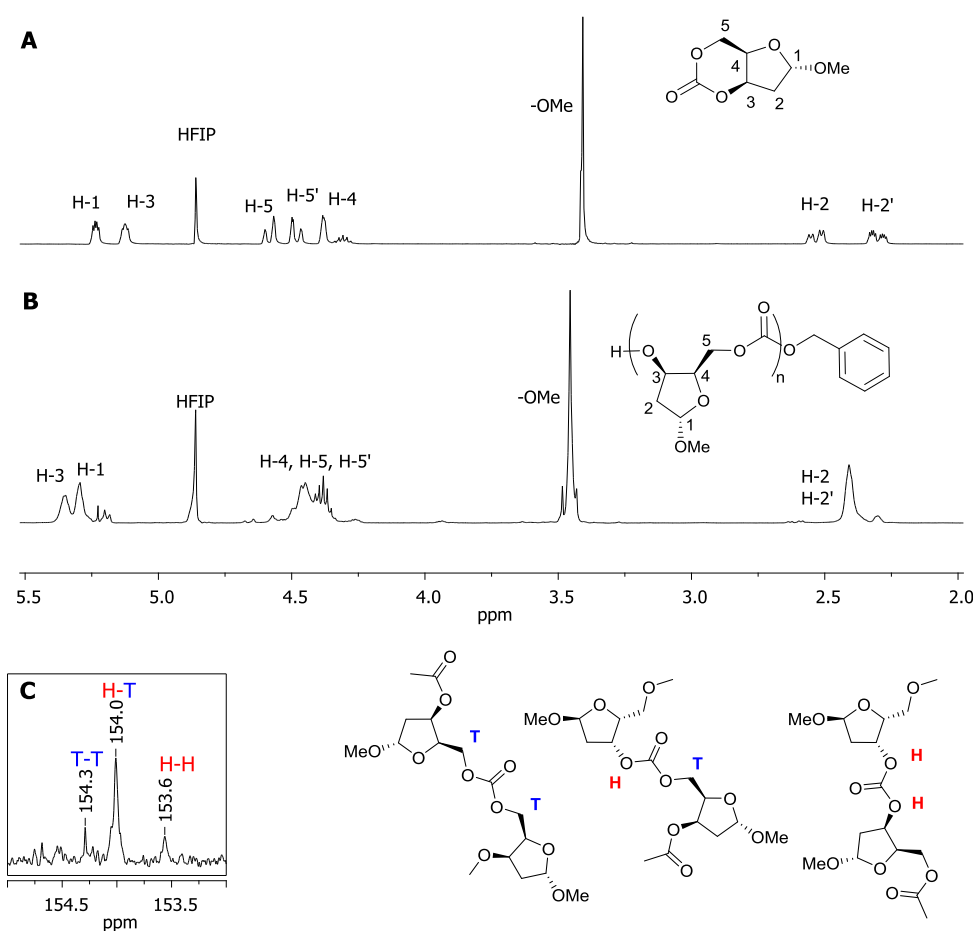 A
HFIP
-OMe
H-1
H-3
H-5
H-5'
H-4
H-2
H-2'
5
O
O
4
1
OMe
O
O
3
2
B
HFIP
-OMe
H-3
H-1
H-4, H-5, H-5'
H-2
H-2'
O
5
H
O
O
O
3
4
n
2
O
1
OMe
5.5 5.0 4.5 4.0 3.5 3.0 2.5 2.0
ppm
C
H-T
154.0
T-T
154.3
H-H
153.6
154.5 153.5
ppm
O
O
MeO
O
T
O
O
O
T
O
O
OMe
O
O
MeO
O
O
H
O
T
O
O
OMe
O
O
O
MeO
O
H
O
O
H
MeO
O
O
O